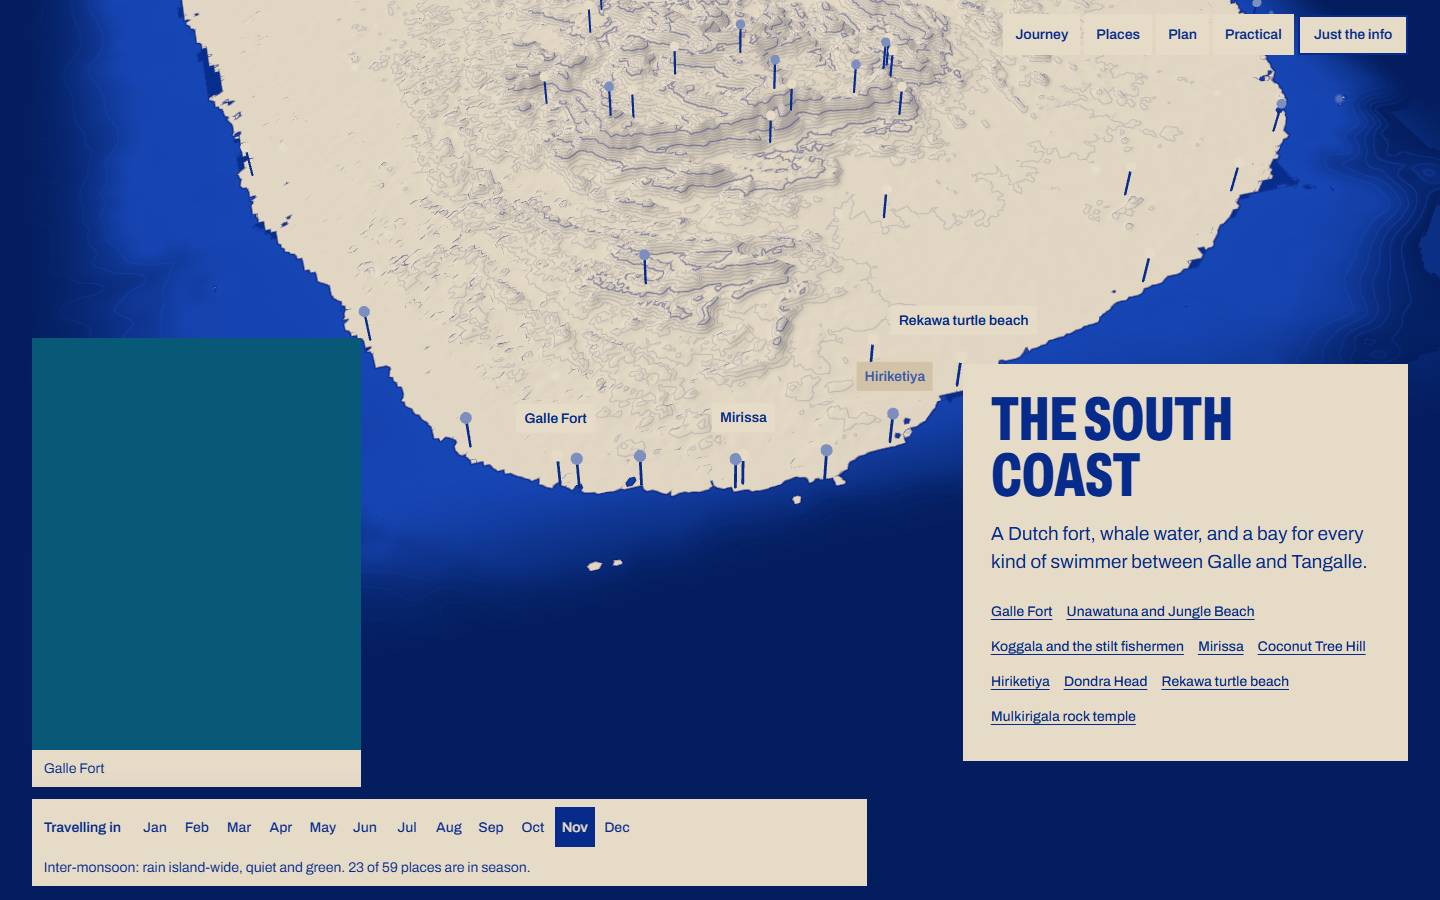 Journey Places Plan Practical Just the info
Rekawa turtle beach
Hiriketiya
Galle Fort
Mirissa
THE SOUTH
COAST
A Dutch fort, whale water, and a bay for every
kind of swimmer between Galle and Tangalle.
Galle Fort Unawatuna and Jungle Beach
Koggala and the stilt fishermen Mirissa Coconut Tree Hill
Hiriketiya Dondra Head Rekawa turtle beach
Mulkirigala rock temple
Galle Fort
Travelling in Jan Feb Mar Apr May Jun Jul Aug Sep Oct Nov Dec
Inter-monsoon: rain island-wide, quiet and green. 23 of 59 places are in season.